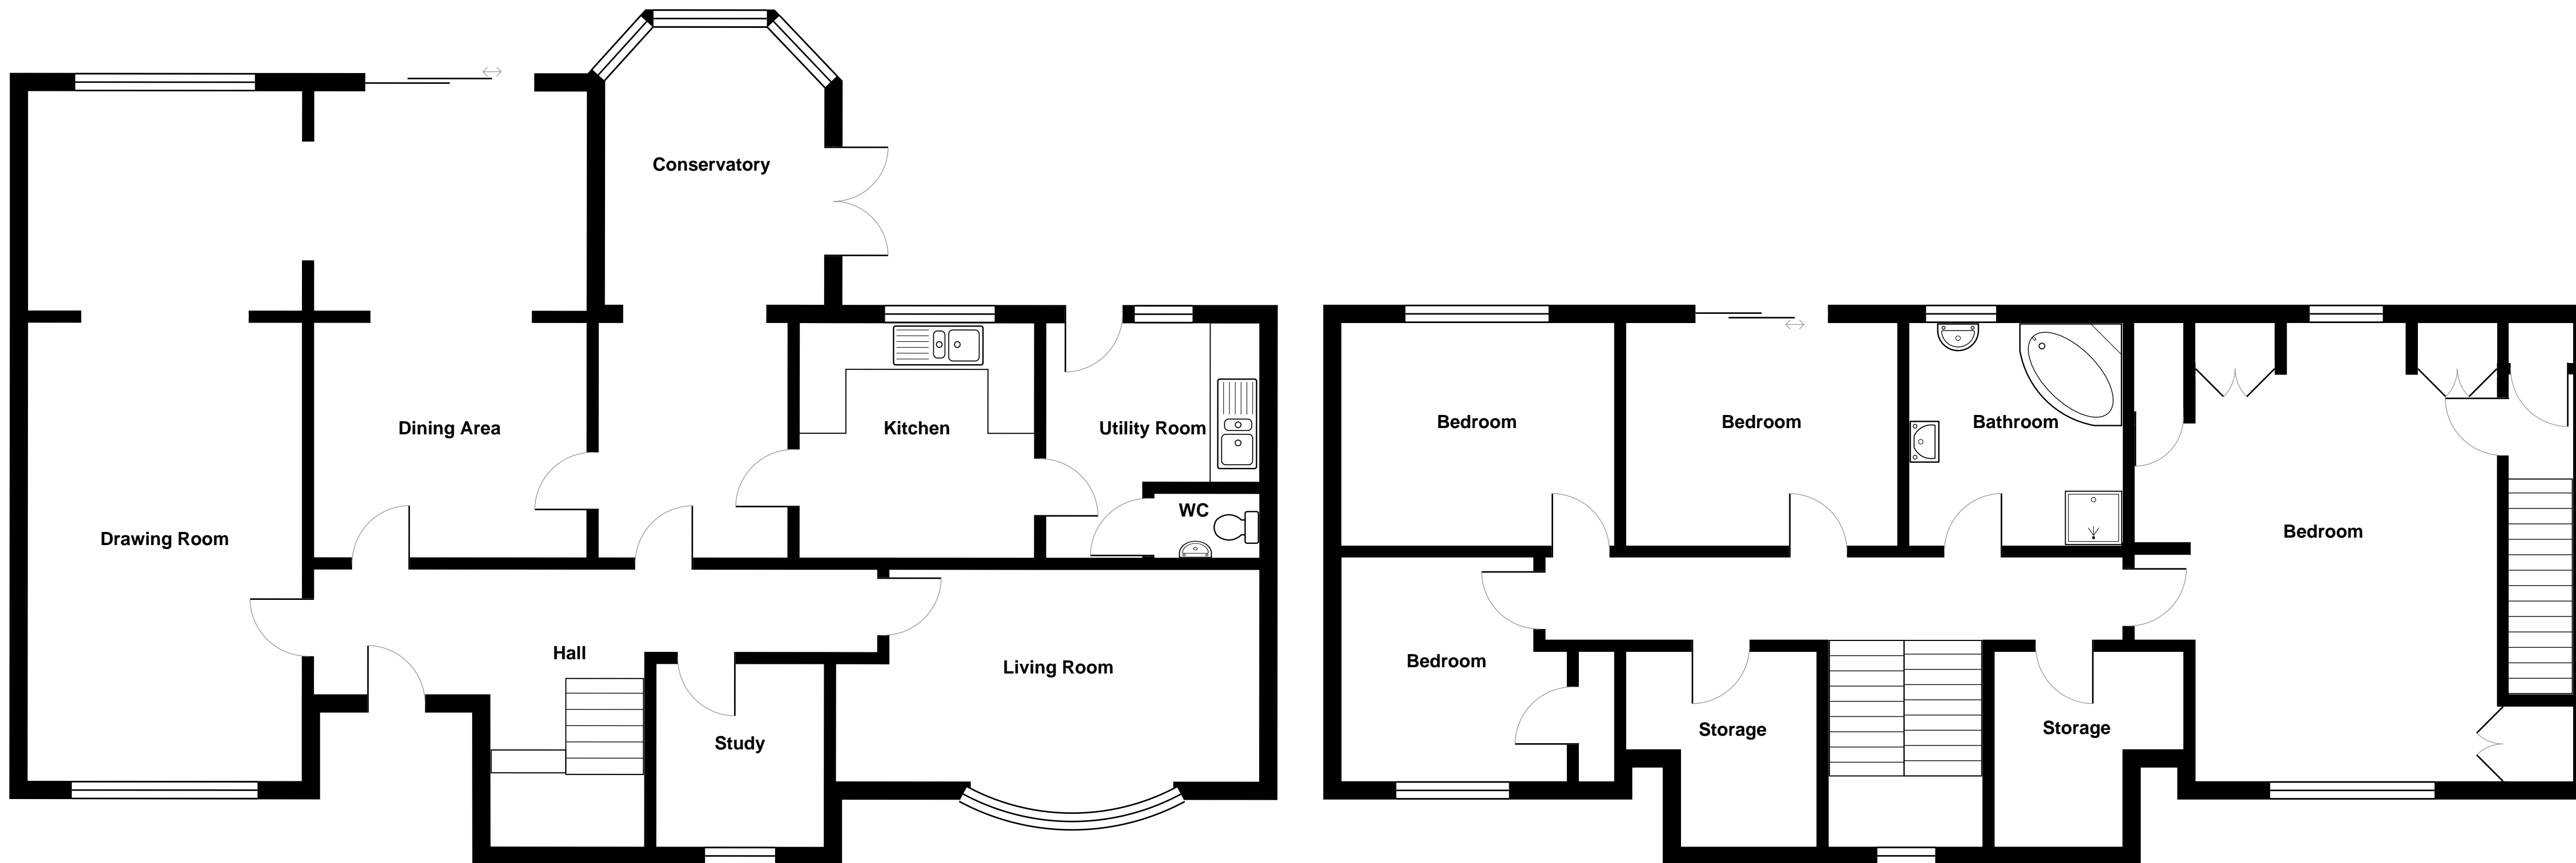 Conservatory
Dining Area
Kitchen
Utility Room
WC
Drawing Room
Hall
Living Room
Study
Bedroom
Bedroom
Bathroom
Bedroom
Bedroom
Storage
Storage